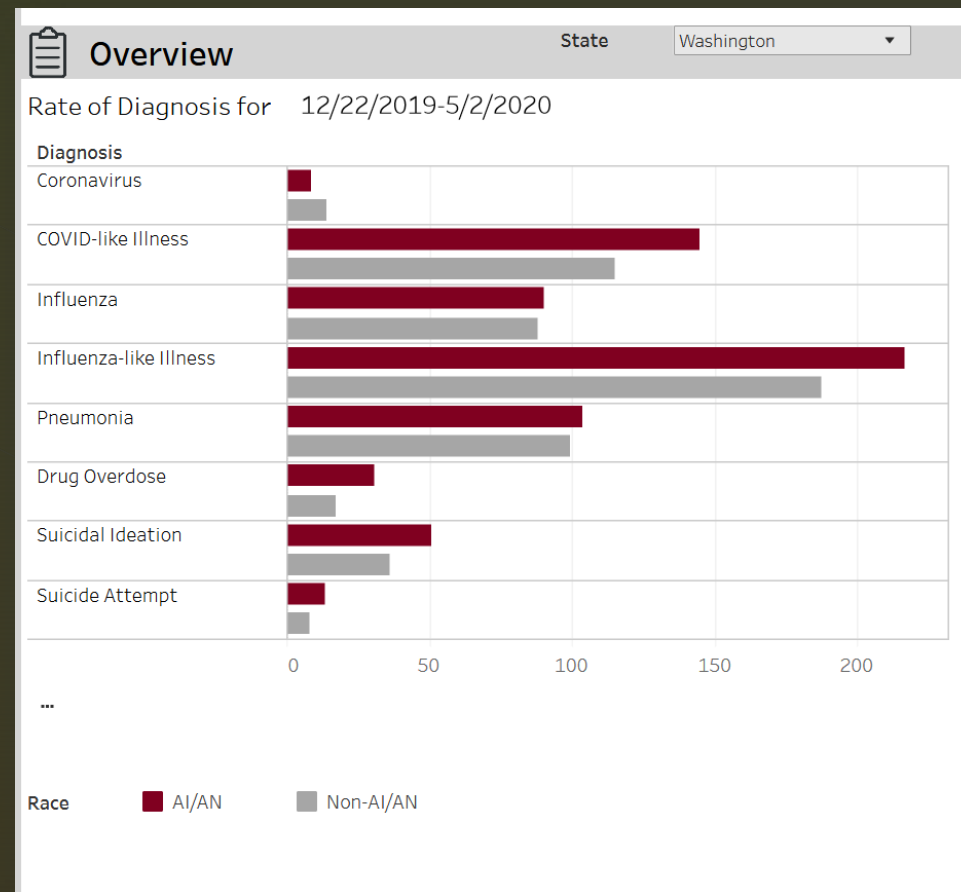 Overview
State
Washington
Rate of Diagnosis for 12/22/2019-5/2/2020
Diagnosis
Coronavirus
COVID-like Illness
Influenza
Influenza-like Illness
Pneumonia
Drug Overdose
Suicidal Ideation
Suicide Attempt
0 50 100 150 200
...
Race AI/AN Non-AI/AN